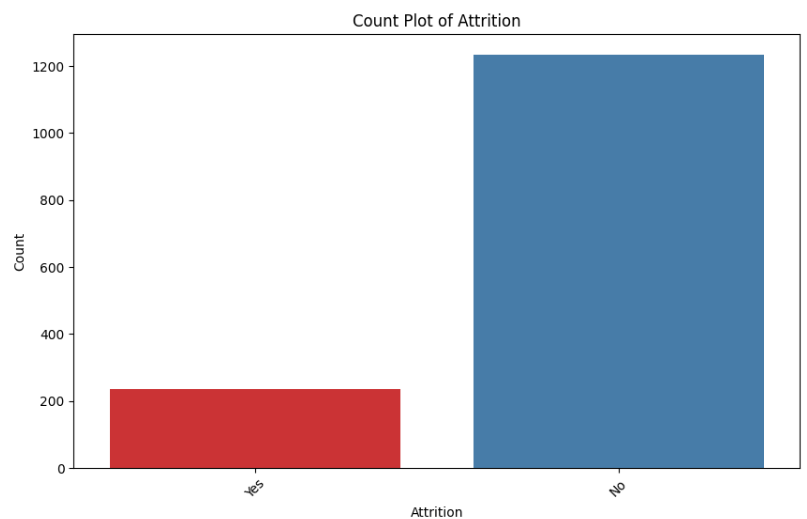 Count Plot of Attrition
Count
1200
1000
800
600
400
200
0
Yes
No
Attrition